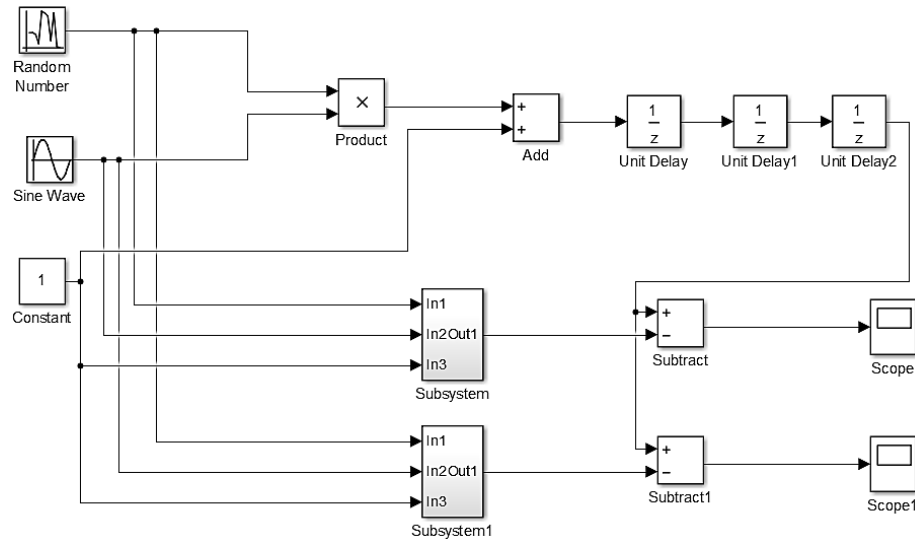 Random
Number
×
Product
+
+
Add
1
z
Unit Delay
1
z
Unit Delay1
1
z
Unit Delay2
Sine Wave
1
Constant
In1
In2Out1
In3
Subsystem
+
−
Subtract
Scope
In1
In2Out1
In3
Subsystem1
+
−
Subtract1
Scope1